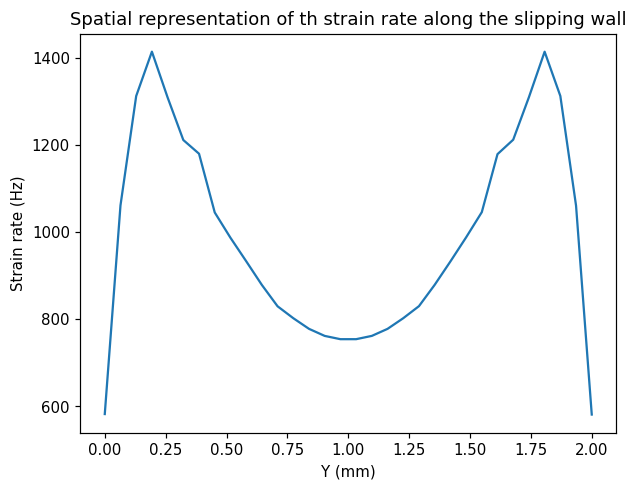 Spatial representation of th strain rate along the slipping wall
1400
1200
1000
800
600
Strain rate (Hz)
0.00 0.25 0.50 0.75 1.00 1.25 1.50 1.75 2.00
Y (mm)